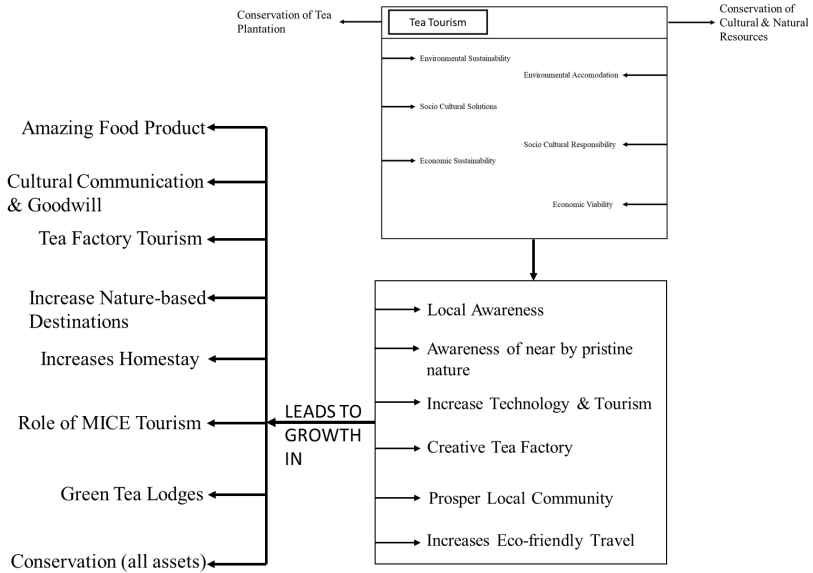 Conservation of Tea
Plantation
Tea Tourism
Conservation of
Cultural & Natural
Resources
Environmental Sustainability
Environmental Accomodation
Socio Cultural Solutions
Socio Cultural Responsibility
Economic Sustainability
Economic Viability
Amazing Food Product
Cultural Communication
& Goodwill
Tea Factory Tourism
Increase Nature-based
Destinations
Increases Homestay
Role of MICE Tourism
Green Tea Lodges
Conservation (all assets)
LEADS TO
GROWTH
IN
Local Awareness
Awareness of near by pristine
nature
Increase Technology & Tourism
Creative Tea Factory
Prosper Local Community
Increases Eco-friendly Travel